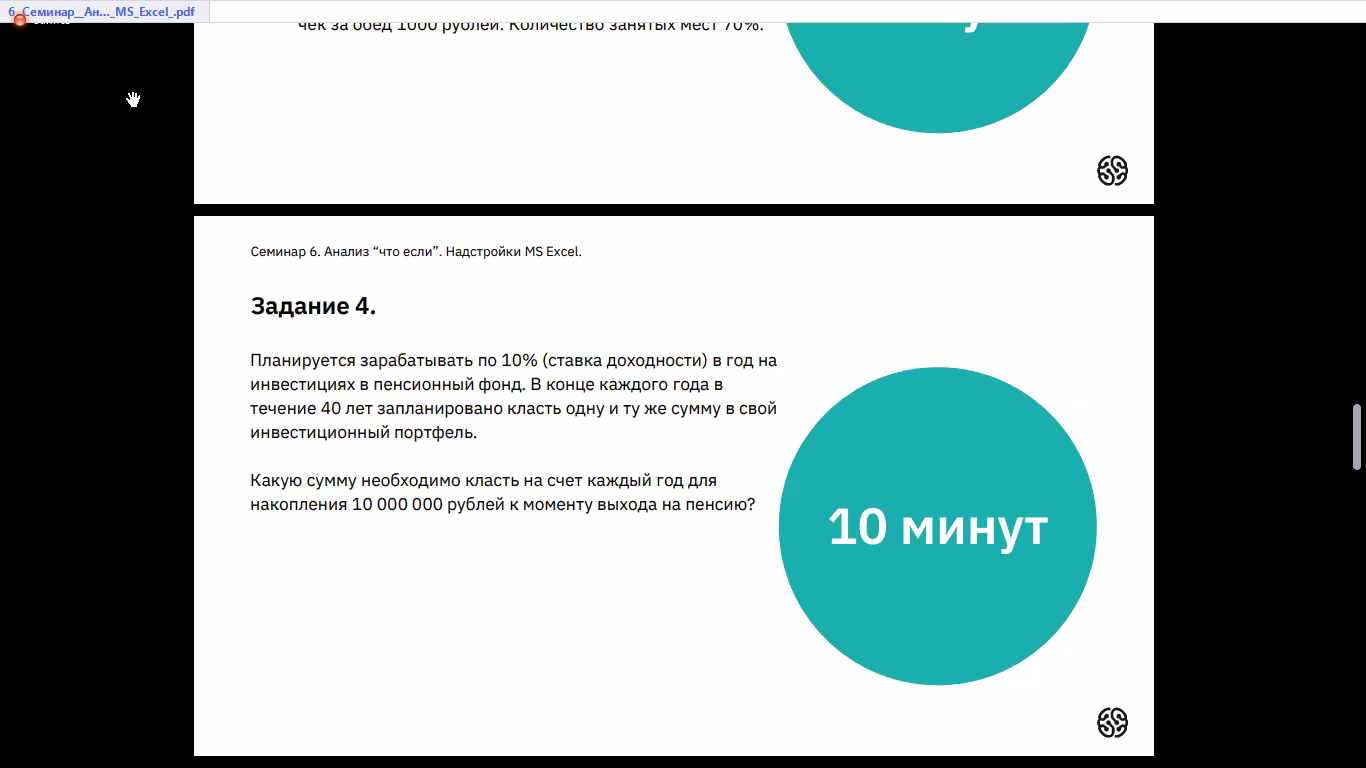 6_Семинар__Ан..._MS_Excel_.pdf
чек за обед 1000 рублей. Количество занятых мест 70%.
Семинар 6. Анализ “что если”. Надстройки MS Excel.
Задание 4.
Планируется зарабатывать по 10% (ставка доходности) в год на
инвестициях в пенсионный фонд. В конце каждого года в
течение 40 лет запланировано класть одну и ту же сумму в свой
инвестиционный портфель.
Какую сумму необходимо класть на счет каждый год для
накопления 10 000 000 рублей к моменту выхода на пенсию?
10 минут